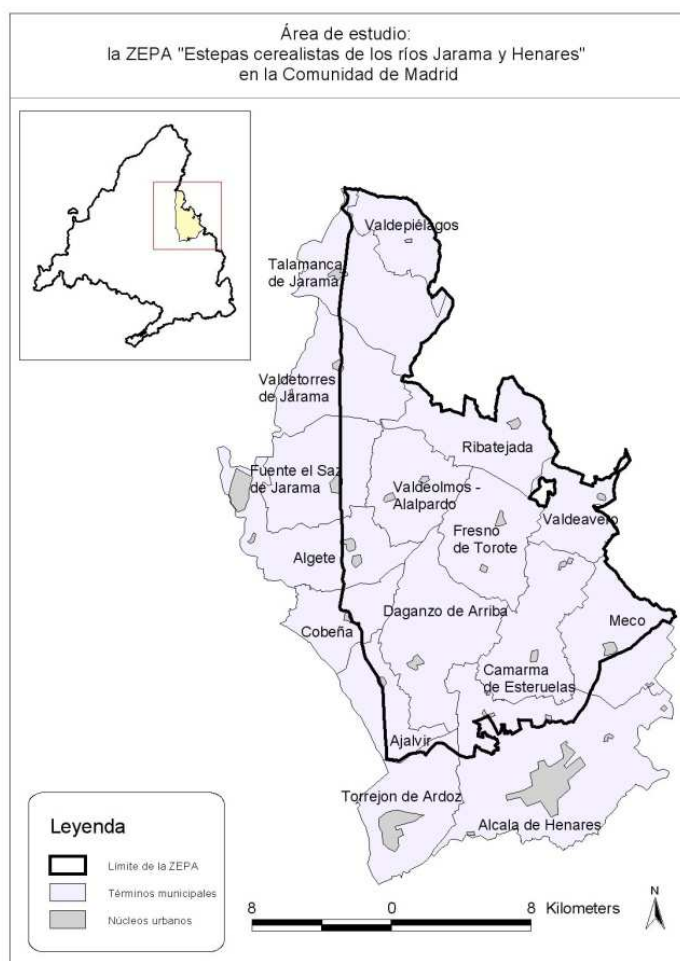 Área de estudio:
la ZEPA "Estepas cerealistas de los ríos Jarama y Henares"
en la Comunidad de Madrid
Valdepiélagos
Talamanca
de Jarama
Valdetorres
de Jarama
Ribatejada
Fuente el Saz
de Jarama
Valdeolmos -
Alalpardo
Valdeavero
Fresno
de Torote
Algete
Daganzo de Arriba
Meco
Cobeña
Camarma
de Esteruelas
Ajalvir
Torrejon de Ardoz
Alcala de Henares
Leyenda
Límite de la ZEPA
Términos municipales
Núcleos urbanos
8 0 8 Kilometers
N